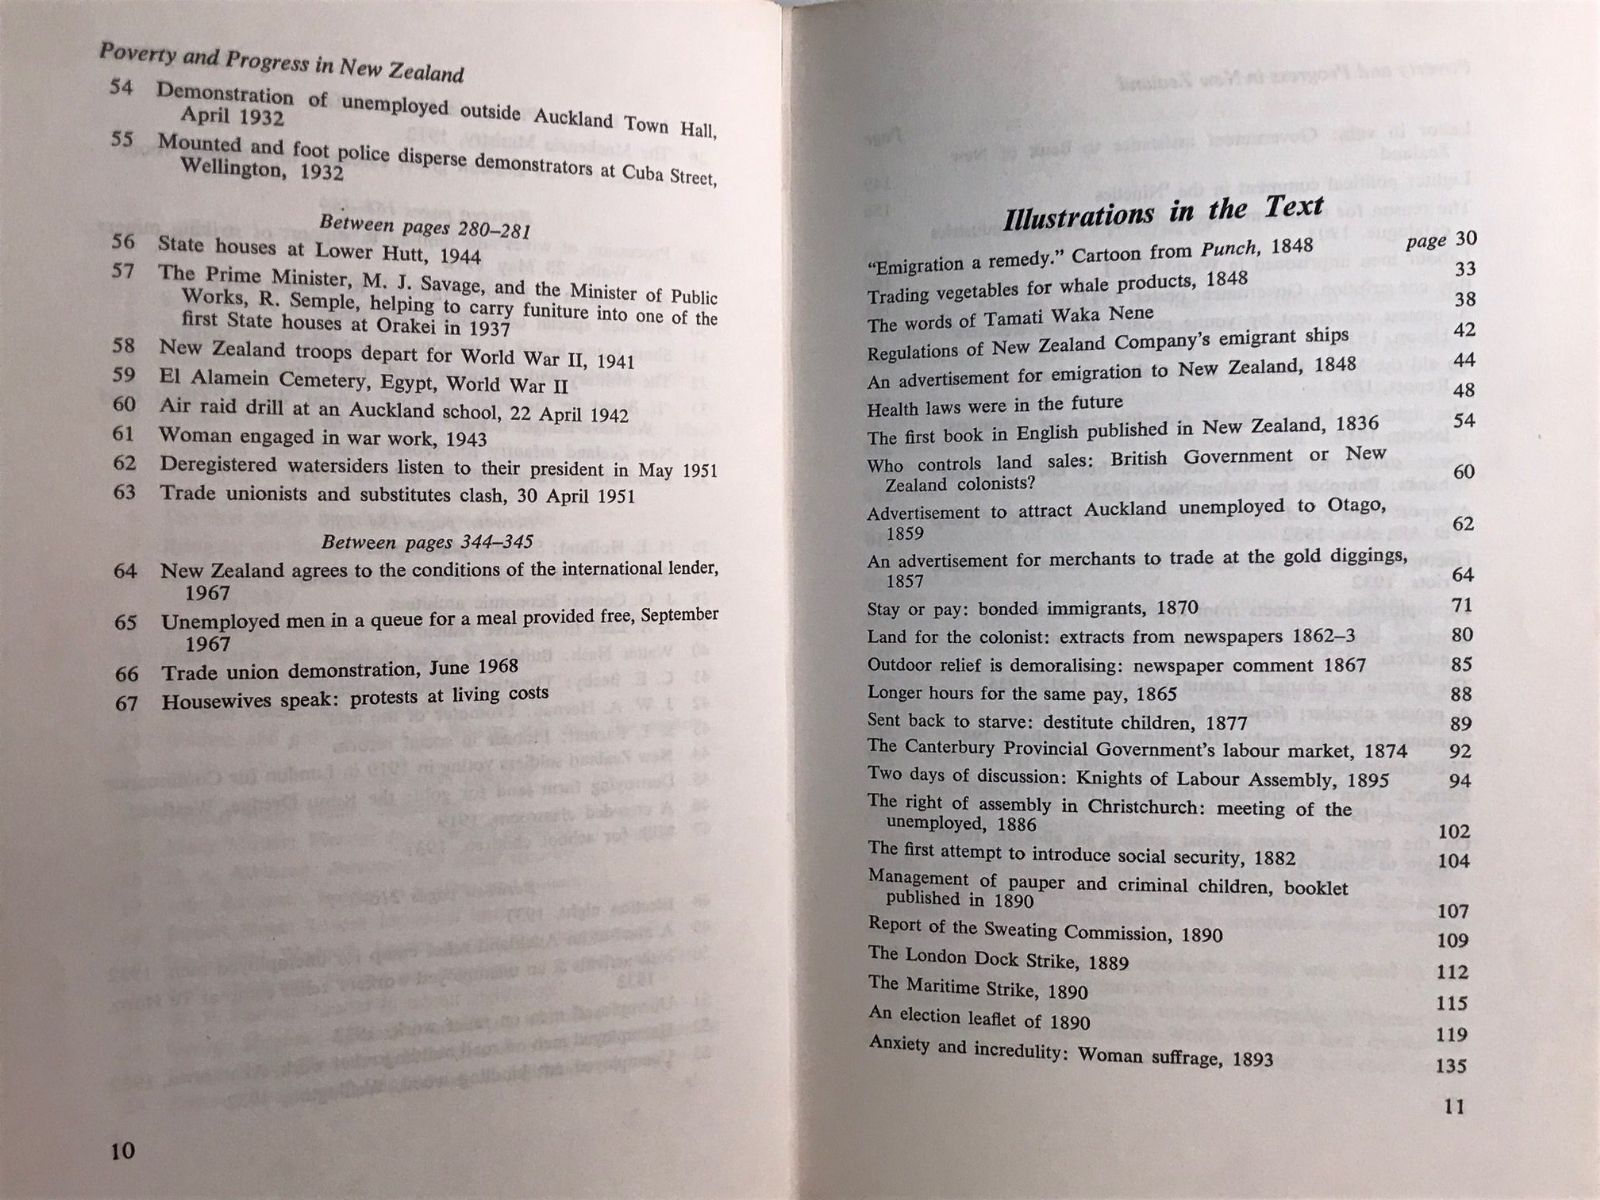 Poverty and Progress in New Zealand
54 Demonstration of unemployed outside Auckland Town Hall,
April 1932
55 Mounted and foot police disperse demonstrators at Cuba Street,
Wellington, 1932
Between pages 280–281
56 State houses at Lower Hutt, 1944
57 The Prime Minister, M. J. Savage, and the Minister of Public
Works, R. Semple, helping to carry funiture into one of the
first State houses at Orakei in 1937
58 New Zealand troops depart for World War II, 1941
59 El Alamein Cemetery, Egypt, World War II
60 Air raid drill at an Auckland school, 22 April 1942
61 Woman engaged in war work, 1943
62 Deregistered watersiders listen to their president in May 1951
63 Trade unionists and substitutes clash, 30 April 1951
Between pages 344–345
64 New Zealand agrees to the conditions of the international lender,
1967
65 Unemployed men in a queue for a meal provided free, September
1967
66 Trade union demonstration, June 1968
67 Housewives speak: protests at living costs
10
Illustrations in the Text
“Emigration a remedy.” Cartoon from Punch, 1848 page 30
Trading vegetables for whale products, 1848 33
The words of Tamati Waka Nene 38
Regulations of New Zealand Company’s emigrant ships 42
An advertisement for emigration to New Zealand, 1848 44
Health laws were in the future 48
The first book in English published in New Zealand, 1836 54
Who controls land sales: British Government or New
Zealand colonists? 60
Advertisement to attract Auckland unemployed to Otago,
1859 62
An advertisement for merchants to trade at the gold diggings,
1857 64
Stay or pay: bonded immigrants, 1870 71
Land for the colonist: extracts from newspapers 1862–3 80
Outdoor relief is demoralising: newspaper comment 1867 85
Longer hours for the same pay, 1865 88
Sent back to starve: destitute children, 1877 89
The Canterbury Provincial Government’s labour market, 1874 92
Two days of discussion: Knights of Labour Assembly, 1895 94
The right of assembly in Christchurch: meeting of the
unemployed, 1886 102
The first attempt to introduce social security, 1882 104
Management of pauper and criminal children, booklet
published in 1890 107
Report of the Sweating Commission, 1890 109
The London Dock Strike, 1889 112
The Maritime Strike, 1890 115
An election leaflet of 1890 119
Anxiety and incredulity: Woman suffrage, 1893 135
11